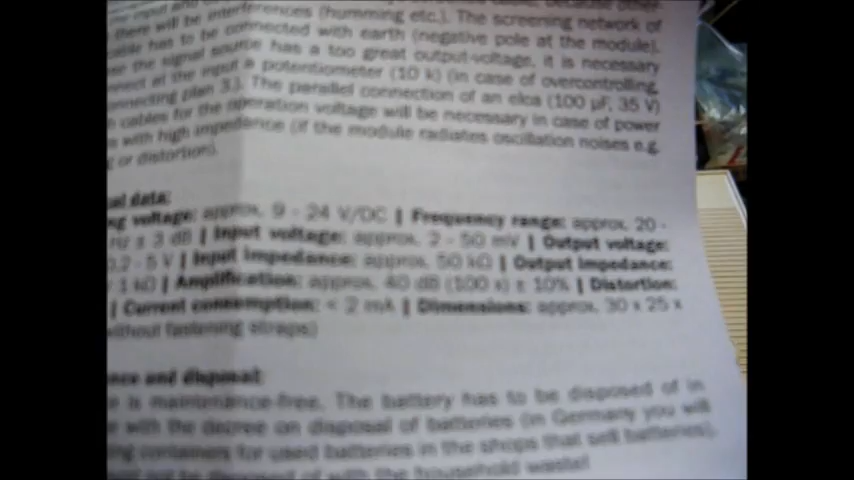 there will be interferences (humming etc.). The screening network of
has to be connected with earth (negative pole at the module).
the signal source has a too great output-voltage, it is necessary
at the input a potentiometer (10 k) (in case of overcontrolling,
plan 3.). The parallel connection of an elca (100 µF, 35 V)
cables for the operation voltage will be necessary in case of power
with high impedance (if the module radiates oscillation noises e.g.
or distortion).
data:
voltage: approx. 9 - 24 V/DC | Frequency range: approx. 20 -
± 3 dB | Input voltage: approx. 2 - 50 mV | Output voltage:
0,2 - 5 V | Input impedance: approx. 50 kΩ | Output impedance:
1 kΩ | Amplification: approx. 40 dB (100 x) ± 10% | Distortion:
| Current consumption: < 2 mA | Dimensions: approx. 30 x 25 x
without fastening straps)
and disposal:
is maintenance-free. The battery has to be disposed of in
with the decree on disposal of batteries (in Germany you will
containers for used batteries in the shops that sell batteries).
of with the household waste!